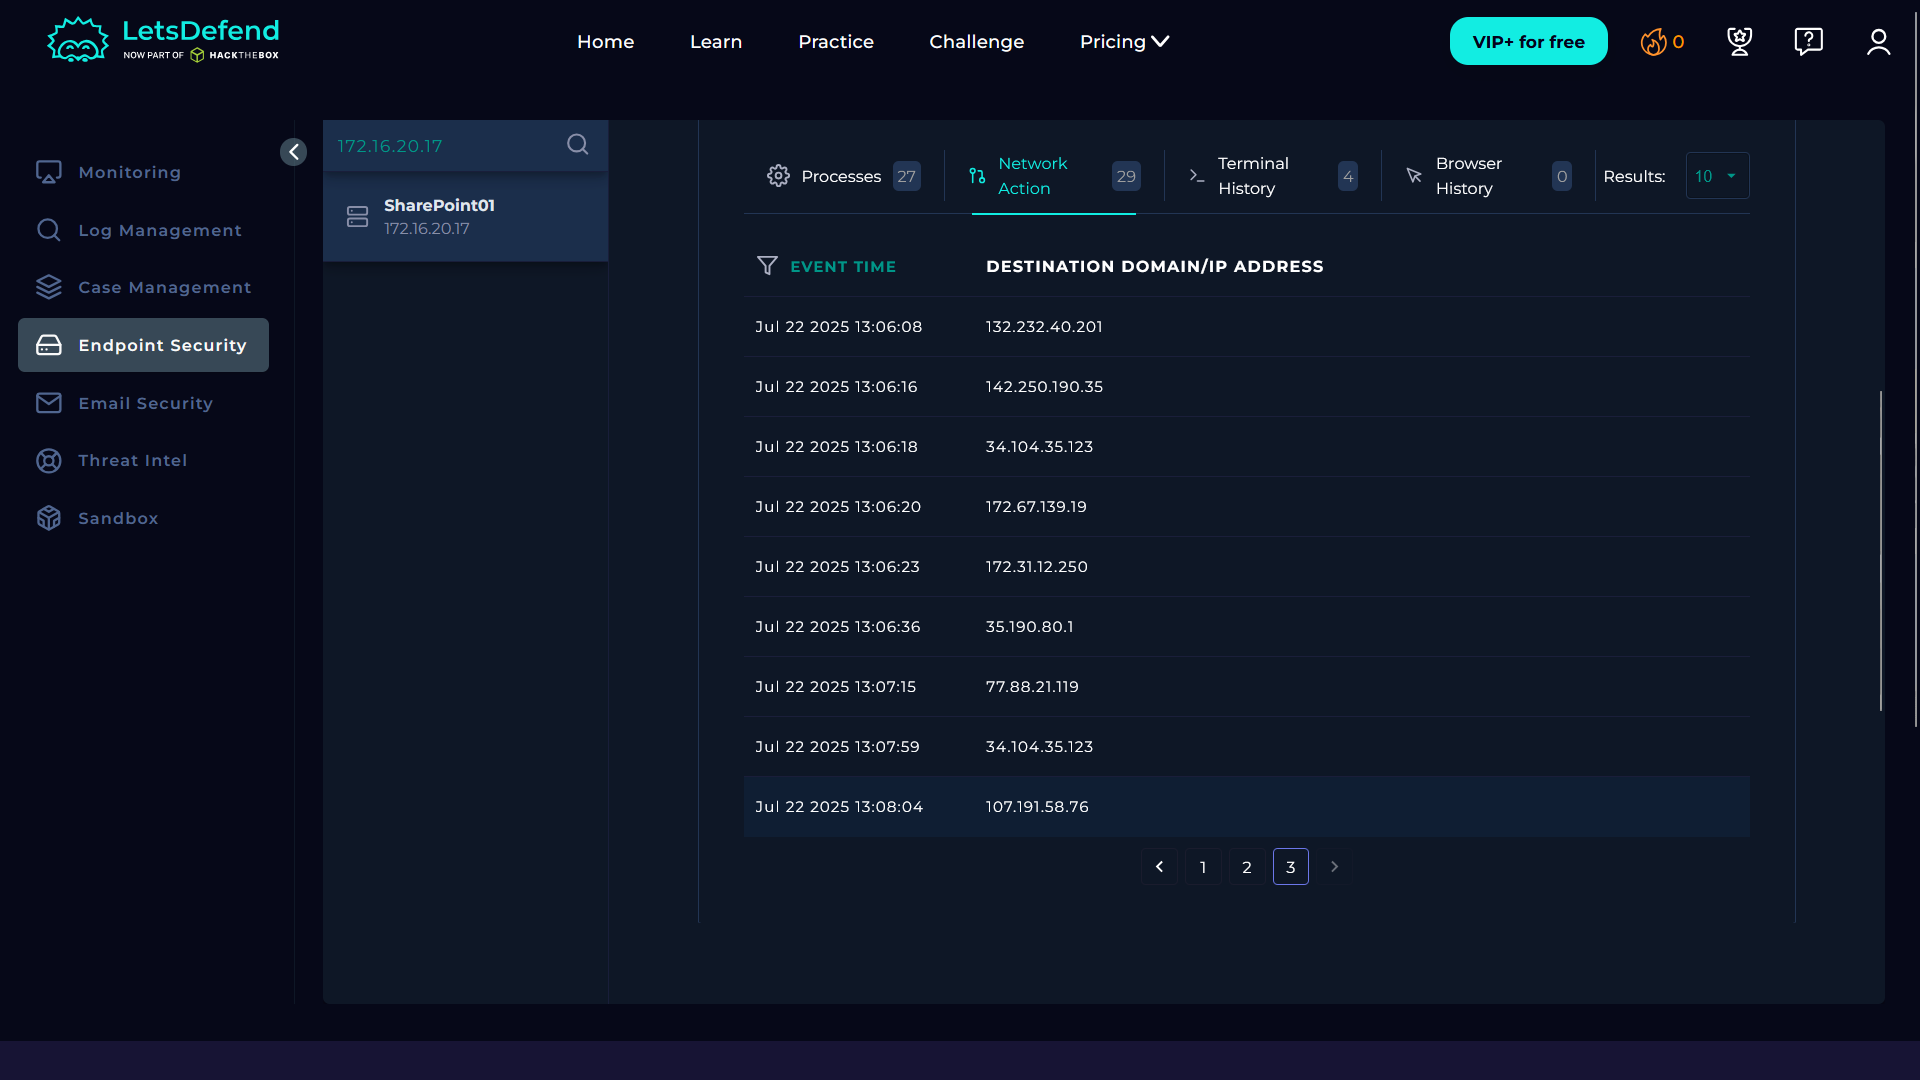 LetsDefend
NOW PART OF HACKTHEBOX
Home
Learn
Practice
Challenge
Pricing
VIP+ for free
0
Monitoring
Log Management
Case Management
Endpoint Security
Email Security
Threat Intel
Sandbox
172.16.20.17
SharePoint01
172.16.20.17
Processes 27
Network Action 29
Terminal History 4
Browser History 0
Results: 10
EVENT TIME DESTINATION DOMAIN/IP ADDRESS
Jul 22 2025 13:06:08 132.232.40.201
Jul 22 2025 13:06:16 142.250.190.35
Jul 22 2025 13:06:18 34.104.35.123
Jul 22 2025 13:06:20 172.67.139.19
Jul 22 2025 13:06:23 172.31.12.250
Jul 22 2025 13:06:36 35.190.80.1
Jul 22 2025 13:07:15 77.88.21.119
Jul 22 2025 13:07:59 34.104.35.123
Jul 22 2025 13:08:04 107.191.58.76
1 2 3